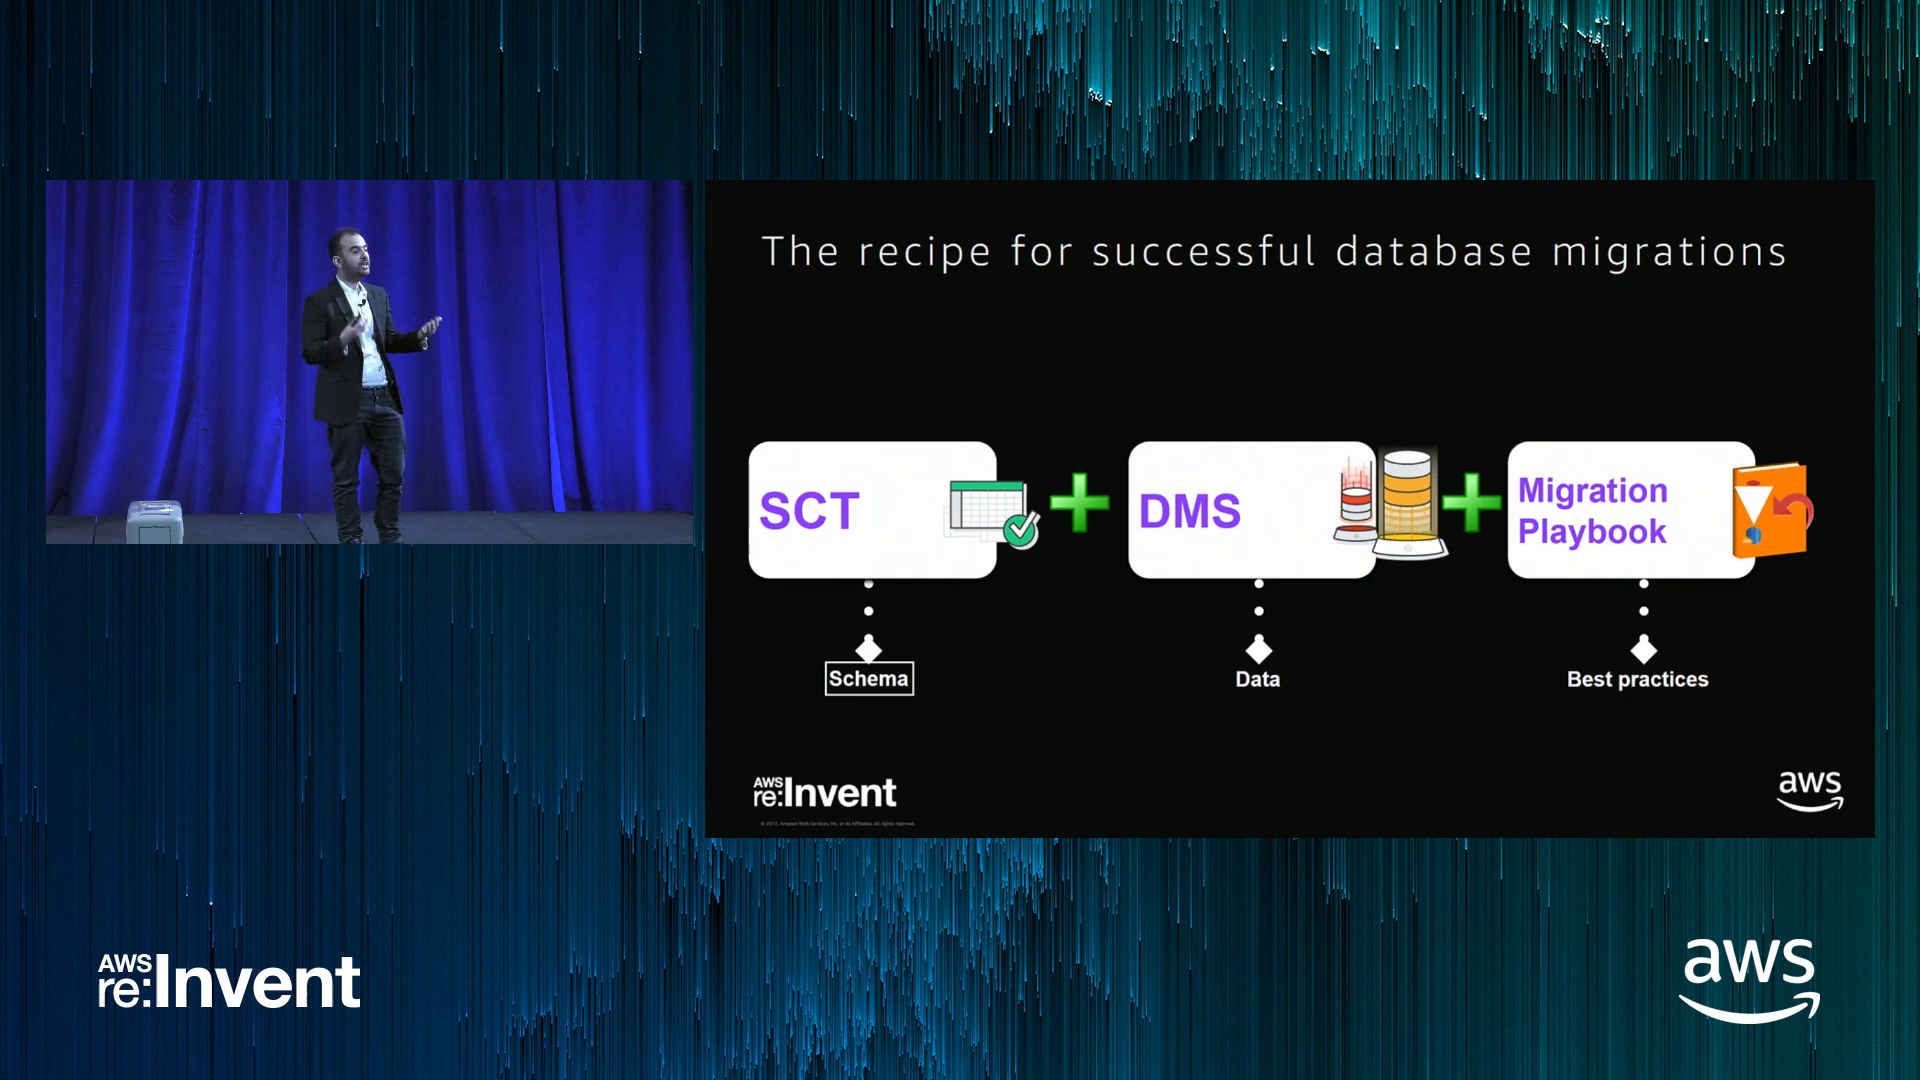 The recipe for successful database migrations
SCT
DMS
Migration
Playbook
Schema
Data
Best practices
AWS
re:Invent
© 2017, Amazon Web Services, Inc. or its Affiliates. All rights reserved.
aws
AWS
re:Invent
aws